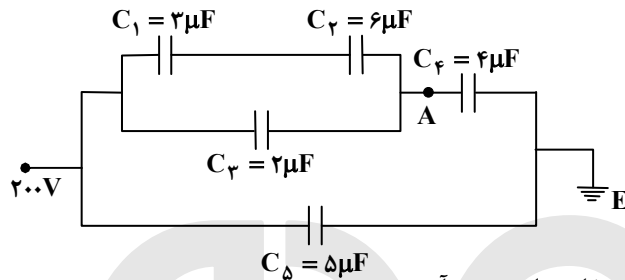 C₁ = ۳μF
C₂ = ۶μF
C₄ = ۴μF
A
C₃ = ۲μF
۲۰۰V
E
C₅ = ۵μF